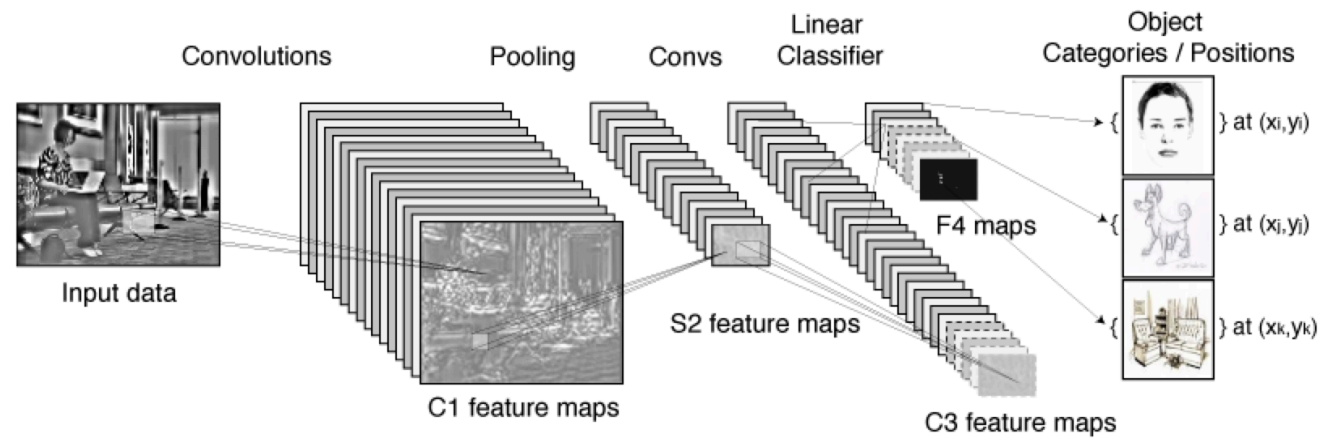 Convolutions
Pooling
Convs
Linear
Classifier
Object
Categories / Positions
{ } at (xi,yi)
{ } at (xj,yj)
{ } at (xk,yk)
Input data
C1 feature maps
S2 feature maps
C3 feature maps
F4 maps